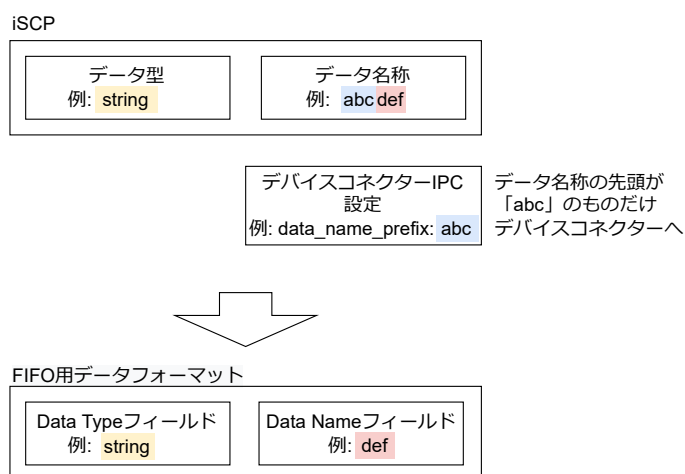 iSCP
データ型
例: string
データ名称
例: abcdef
デバイスコネクターIPC
設定
例: data_name_prefix: abc
データ名称の先頭が
「abc」のものだけ
デバイスコネクターへ
FIFO用データフォーマット
Data Typeフィールド
例: string
Data Nameフィールド
例: def